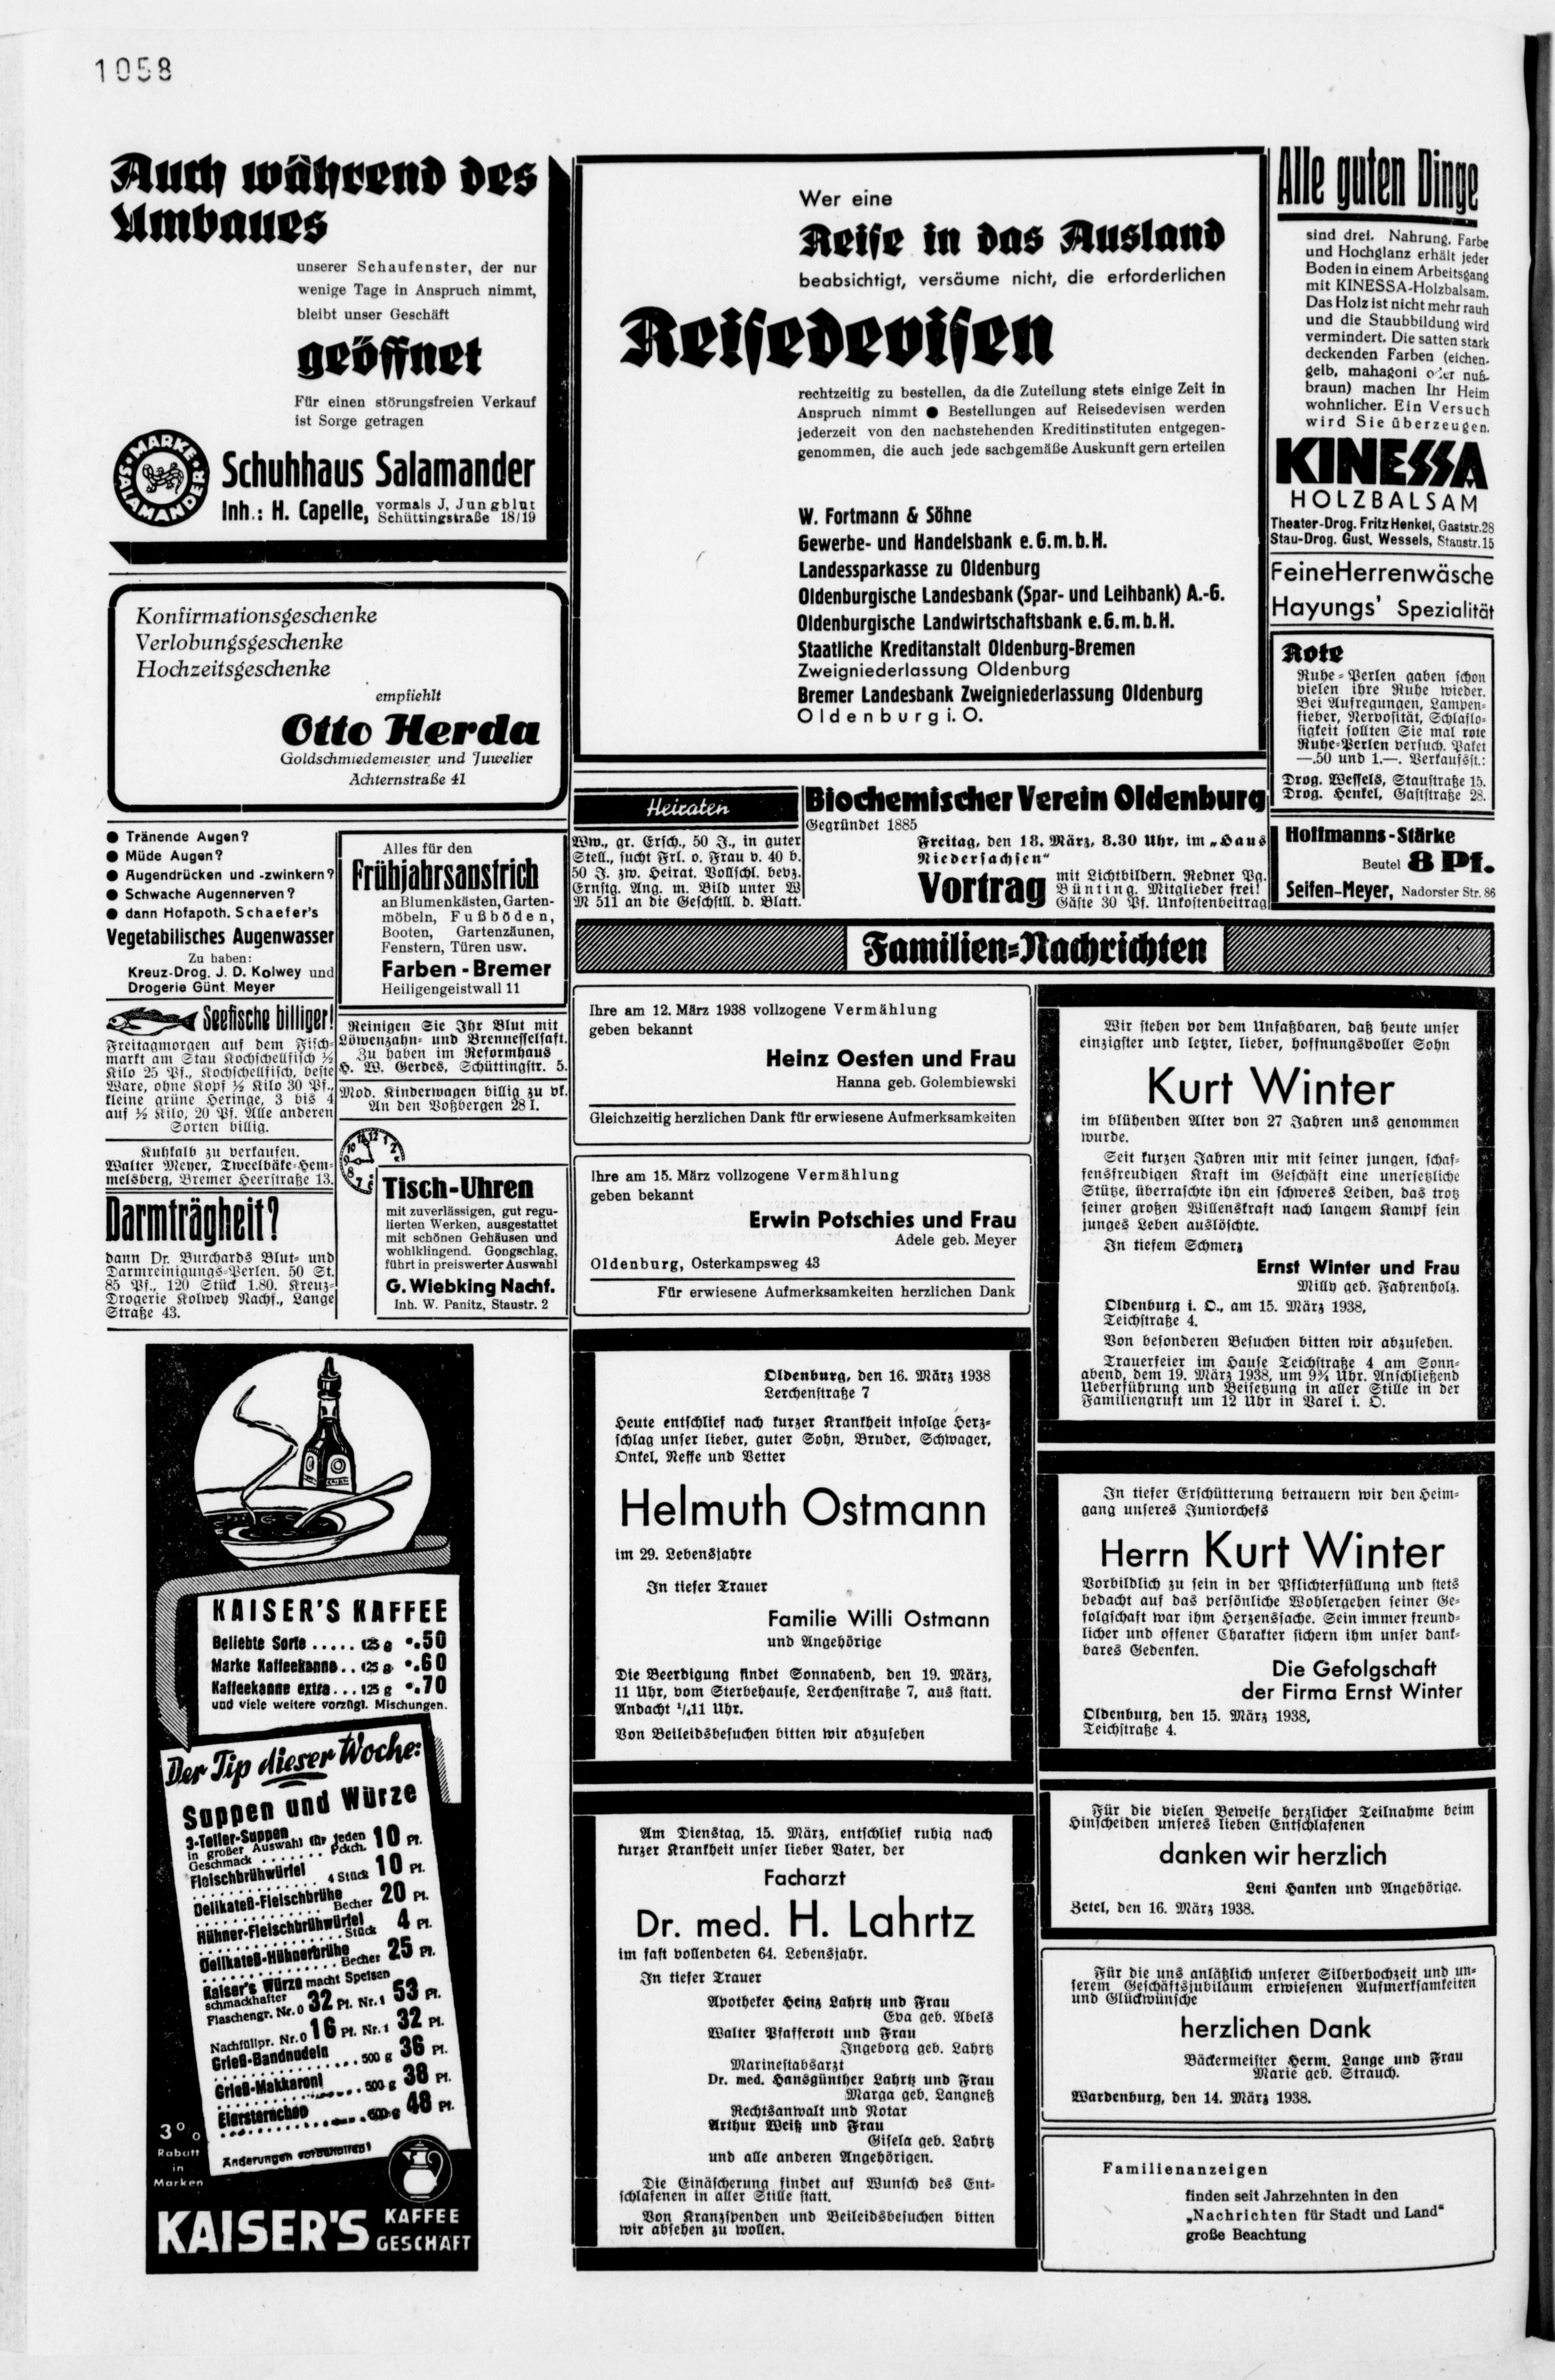 1058
Auch während des
Umbaues
unserer Schaufenster, der nur
wenige Tage in Anspruch nimmt,
bleibt unser Geschäft
geöffnet
Für einen störungsfreien Verkauf
ist Sorge getragen
MARKE
SALAMANDER
Schuhhaus Salamander
Inh.: H. Capelle, vormals J. Jungblut
Schüttingstraße 18/19
Konfirmationsgeschenke
Verlobungsgeschenke
Hochzeitsgeschenke
empfiehlt
Otto Herda
Goldschmiedemeister und Juwelier
Achternstraße 41
● Tränende Augen?
● Müde Augen?
● Augendrücken und -zwinkern?
● Schwache Augennerven?
● dann Hofapoth. Schaefer's
Vegetabilisches Augenwasser
Zu haben:
Kreuz-Drog. J. D. Kolwey und
Drogerie Günt. Meyer
Seefische billiger!
Freitagmorgen auf dem Fisch-
markt am Stau Kochschellfisch ½
Kilo 25 Pf., Kochschellfisch, beste
Ware, ohne Kopf ½ Kilo 30 Pf.,
kleine grüne Heringe, 3 bis 4
auf ½ Kilo, 20 Pf. Alle anderen
Sorten billig.
Kuhkalb zu verkaufen.
Walter Meyer, Tweelbäke-Hem-
melsberg, Bremer Heerstraße 13.
Darmträgheit?
dann Dr. Burchards Blut- und
Darmreinigungs-Perlen. 50 St.
85 Pf., 120 Stück 1.80. Kreuz-
Drogerie Kolwey Nachf., Lange
Straße 43.
Alles für den
Frühjahrsanstrich
an Blumenkästen, Garten-
möbeln, Fußböden,
Booten, Gartenzäunen,
Fenstern, Türen usw.
Farben - Bremer
Heiligengeistwall 11
Reinigen Sie Ihr Blut mit
Löwenzahn- und Brennesselsaft.
Zu haben im Reformhaus
H. W. Gerdes, Schüttingstr. 5.
Mod. Kinderwagen billig zu vk.
An den Voßbergen 28 I.
Tisch-Uhren
mit zuverlässigen, gut regu-
lierten Werken, ausgestattet
mit schönen Gehäusen und
wohlklingend. Gongschlag,
führt in preiswerter Auswahl
G. Wiebking Nachf.
Inh. W. Panitz, Staustr. 2
KAISER'S KAFFEE
Beliebte Sorte ..... 125 g -.50
Marke Kaffeekanne .. 125 g -.60
Kaffeekanne extra ... 125 g -.70
und viele weitere vorzügl. Mischungen.
Der Tip dieser Woche:
Suppen und Würze
3-Teller-Suppen
in großer Auswahl für jeden
Geschmack ........ Pckch. 10 Pf.
Fleischbrühwürfel
........ 4 Stück 10 Pf.
Delikateß-Fleischbrühe
........ Becher 20 Pf.
Hühner-Fleischbrühwürfel
........ Stück 4 Pf.
Delikateß-Hühnerbrühe
........ Becher 25 Pf.
Kaiser's Würze macht Speisen
schmackhafter
Flaschengr. Nr. 0 32 Pf. Nr. 1 53 Pf.
Nachfüllpr. Nr. 0 16 Pf. Nr. 1 32 Pf.
Grieß-Bandnudeln
........ 500 g 36 Pf.
Grieß-Makkaroni
........ 500 g 38 Pf.
Eiersternchen
........ 500 g 48 Pf.
Änderungen vorbehalten!
3%
Rabatt
in
Marken
KAISER'S KAFFEE
GESCHÄFT
Wer eine
Reise in das Ausland
beabsichtigt, versäume nicht, die erforderlichen
Reisedevisen
rechtzeitig zu bestellen, da die Zuteilung stets einige Zeit in
Anspruch nimmt ● Bestellungen auf Reisedevisen werden
jederzeit von den nachstehenden Kreditinstituten entgegen-
genommen, die auch jede sachgemäße Auskunft gern erteilen
W. Fortmann & Söhne
Gewerbe- und Handelsbank e.G.m.b.H.
Landessparkasse zu Oldenburg
Oldenburgische Landesbank (Spar- und Leihbank) A.-G.
Oldenburgische Landwirtschaftsbank e.G.m.b.H.
Staatliche Kreditanstalt Oldenburg-Bremen
Zweigniederlassung Oldenburg
Bremer Landesbank Zweigniederlassung Oldenburg
Oldenburg i. O.
Heiraten
Ww., gr. Ersch., 50 J., in guter
Stell., sucht Frl. o. Frau v. 40 b.
50 J. zw. Heirat. Vollschl. bevz.
Ernstg. Ang. m. Bild unter W
M 511 an die Geschstll. d. Blatt.
Biochemischer Verein Oldenburg
Gegründet 1885
Freitag, den 18. März, 8.30 Uhr, im „Haus
Niedersachsen“
Vortrag mit Lichtbildern. Redner Pg.
Bünting. Mitglieder frei!
Gäste 30 Pf. Unkostenbeitrag
Alle guten Dinge
sind drei. Nahrung, Farbe
und Hochglanz erhält jeder
Boden in einem Arbeitsgang
mit KINESSA-Holzbalsam.
Das Holz ist nicht mehr rauh
und die Staubbildung wird
vermindert. Die satten stark
deckenden Farben (eichen-
gelb, mahagoni oder nuß-
braun) machen Ihr Heim
wohnlicher. Ein Versuch
wird Sie überzeugen.
KINESSA
HOLZBALSAM
Theater-Drog. Fritz Henkel, Gaststr. 28
Stau-Drog. Gust. Wessels, Staustr. 15
Feine Herrenwäsche
Hayungs' Spezialität
Rote
Ruhe-Perlen gaben schon
vielen ihre Ruhe wieder.
Bei Aufregungen, Lampen-
fieber, Nervosität, Schlaflo-
sigkeit sollten Sie mal rote
Ruhe-Perlen versuch. Paket
—.50 und 1.—. Verkaufsst.:
Drog. Wessels, Staustraße 15.
Drog. Henkel, Gaststraße 28.
Hoffmanns-Stärke
Beutel 8 Pf.
Seifen-Meyer, Nadorster Str. 86
Familien-Nachrichten
Ihre am 12. März 1938 vollzogene Vermählung
geben bekannt
Heinz Oesten und Frau
Hanna geb. Golembiewski
Gleichzeitig herzlichen Dank für erwiesene Aufmerksamkeiten
Ihre am 15. März vollzogene Vermählung
geben bekannt
Erwin Potschies und Frau
Adele geb. Meyer
Oldenburg, Osterkampsweg 43
Für erwiesene Aufmerksamkeiten herzlichen Dank
Oldenburg, den 16. März 1938
Lerchenstraße 7
Heute entschlief nach kurzer Krankheit infolge Herz-
schlag unser lieber, guter Sohn, Bruder, Schwager,
Onkel, Neffe und Vetter
Helmuth Ostmann
im 29. Lebensjahre
In tiefer Trauer
Familie Willi Ostmann
und Angehörige
Die Beerdigung findet Sonnabend, den 19. März,
11 Uhr, vom Sterbehause, Lerchenstraße 7, aus statt.
Andacht ¼11 Uhr.
Von Beileidsbesuchen bitten wir abzusehen
Am Dienstag, 15. März, entschlief ruhig nach
kurzer Krankheit unser lieber Vater, der
Facharzt
Dr. med. H. Lahrtz
im fast vollendeten 64. Lebensjahr.
In tiefer Trauer
Apotheker Heinz Lahrtz und Frau
Eva geb. Abels
Walter Pfafferott und Frau
Ingeborg geb. Lahrtz
Marinestabsarzt
Dr. med. Hansgünther Lahrtz und Frau
Marga geb. Langneß
Rechtsanwalt und Notar
Arthur Weiß und Frau
Gisela geb. Lahrtz
und alle anderen Angehörigen.
Die Einäscherung findet auf Wunsch des Ent-
schlafenen in aller Stille statt.
Von Kranzspenden und Beileidsbesuchen bitten
wir absehen zu wollen.
Wir stehen vor dem Unfaßbaren, daß heute unser
einzigster und letzter, lieber, hoffnungsvoller Sohn
Kurt Winter
im blühenden Alter von 27 Jahren uns genommen
wurde.
Seit kurzen Jahren mir mit seiner jungen, schaf-
fensfreudigen Kraft im Geschäft eine unersetzliche
Stütze, überraschte ihn ein schweres Leiden, das trotz
seiner großen Willenskraft nach langem Kampf sein
junges Leben auslöschte.
In tiefem Schmerz
Ernst Winter und Frau
Milly geb. Fahrenholz.
Oldenburg i. O., am 15. März 1938,
Teichstraße 4.
Von besonderen Besuchen bitten wir abzusehen.
Trauerfeier im Hause Teichstraße 4 am Sonn-
abend, dem 19. März 1938, um 9¾ Uhr. Anschließend
Ueberführung und Beisetzung in aller Stille in der
Familiengruft um 12 Uhr in Varel i. O.
In tiefer Erschütterung betrauern wir den Heim-
gang unseres Juniorchefs
Herrn Kurt Winter
Vorbildlich zu sein in der Pflichterfüllung und stets
bedacht auf das persönliche Wohlergehen seiner Ge-
folgschaft war ihm Herzenssache. Sein immer freund-
licher und offener Charakter sichern ihm unser dank-
bares Gedenken.
Die Gefolgschaft
der Firma Ernst Winter
Oldenburg, den 15. März 1938,
Teichstraße 4.
Für die vielen Beweise herzlicher Teilnahme beim
Hinscheiden unseres lieben Entschlafenen
danken wir herzlich
Leni Hanken und Angehörige.
Zetel, den 16. März 1938.
Für die uns anläßlich unserer Silberhochzeit und un-
serem Geschäftsjubiläum erwiesenen Aufmerksamkeiten
und Glückwünsche
herzlichen Dank
Bäckermeister Herm. Lange und Frau
Marie geb. Strauch.
Wardenburg, den 14. März 1938.
Familienanzeigen
finden seit Jahrzehnten in den
„Nachrichten für Stadt und Land“
große Beachtung